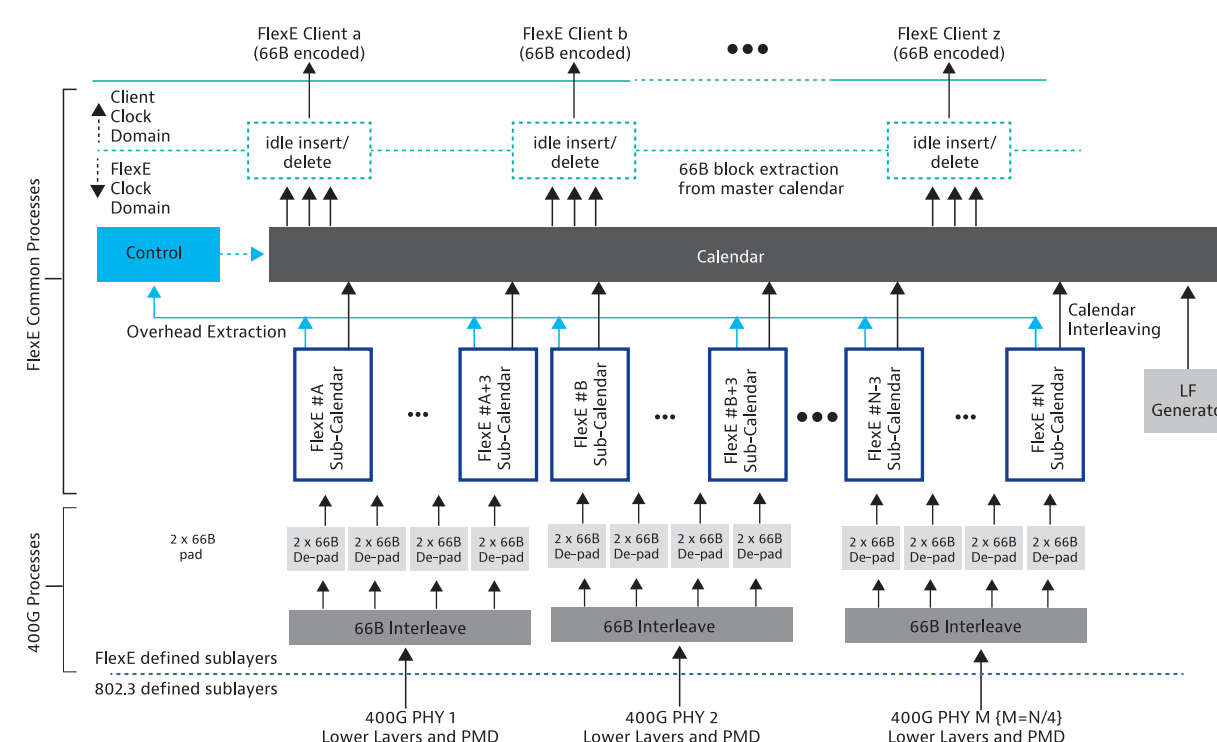 FlexE Client a
(66B encoded)
FlexE Client b
(66B encoded)
FlexE Client z
(66B encoded)
Client
Clock
Domain
FlexE
Clock
Domain
idle insert/
delete
idle insert/
delete
idle insert/
delete
66B block extraction
from master calendar
FlexE Common Processes
Control
Calendar
Overhead Extraction
Calendar
Interleaving
FlexE #A
Sub-Calendar
...
FlexE #A+3
Sub-Calendar
FlexE #B
Sub-Calendar
...
FlexE #B+3
Sub-Calendar
FlexE #N-3
Sub-Calendar
...
FlexE #N
Sub-Calendar
LF
Generato
400G Processes
2 x 66B
pad
2 x 66B
De-pad
2 x 66B
De-pad
2 x 66B
De-pad
2 x 66B
De-pad
2 x 66B
De-pad
2 x 66B
De-pad
2 x 66B
De-pad
2 x 66B
De-pad
2 x 66B
De-pad
2 x 66B
De-pad
2 x 66B
De-pad
2 x 66B
De-pad
66B Interleave
66B Interleave
66B Interleave
FlexE defined sublayers
802.3 defined sublayers
400G PHY 1
Lower Layers and PMD
400G PHY 2
Lower Layers and PMD
400G PHY M {M=N/4}
Lower Layers and PMD